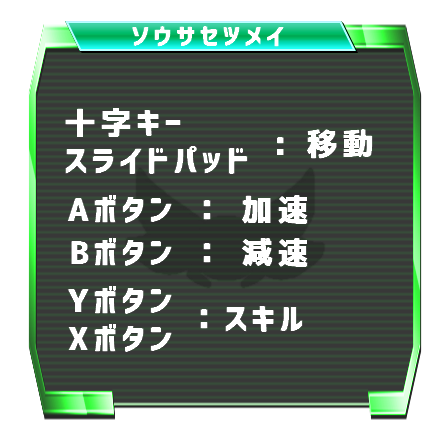 ソウサセツメイ
十字キー
スライドパッド : 移動
Aボタン : 加速
Bボタン : 減速
Yボタン
Xボタン : スキル